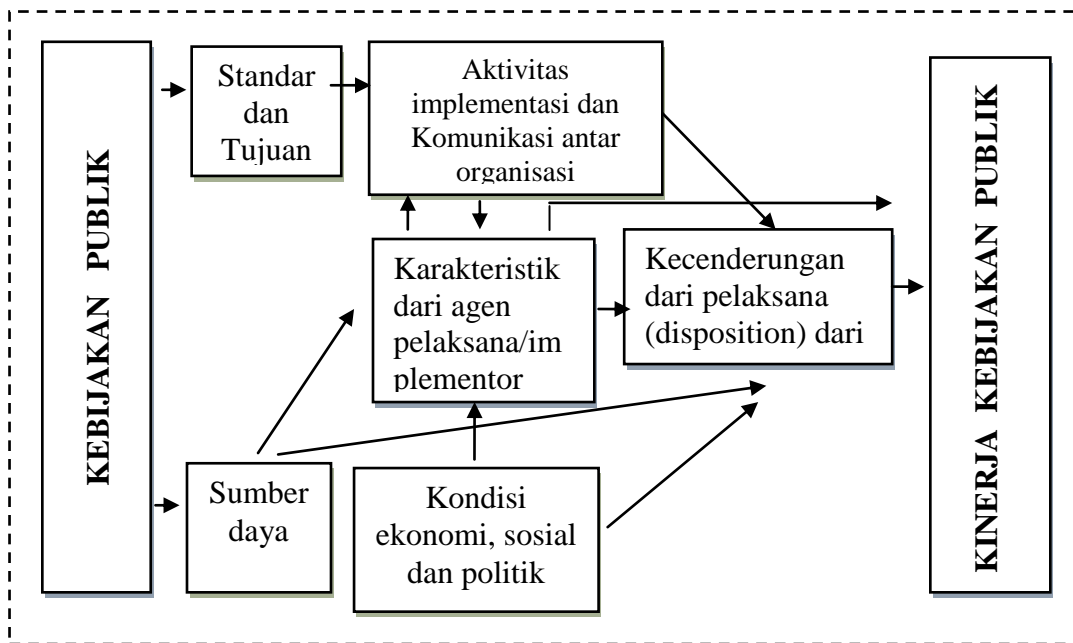 KEBIJAKAN PUBLIK
Standar
dan
Tujuan
Aktivitas
implementasi dan
Komunikasi antar
organisasi
Karakteristik
dari agen
pelaksana/im
plementor
Kecenderungan
dari pelaksana
(disposition) dari
Sumber
daya
Kondisi
ekonomi, sosial
dan politik
KINERJA KEBIJAKAN PUBLIK